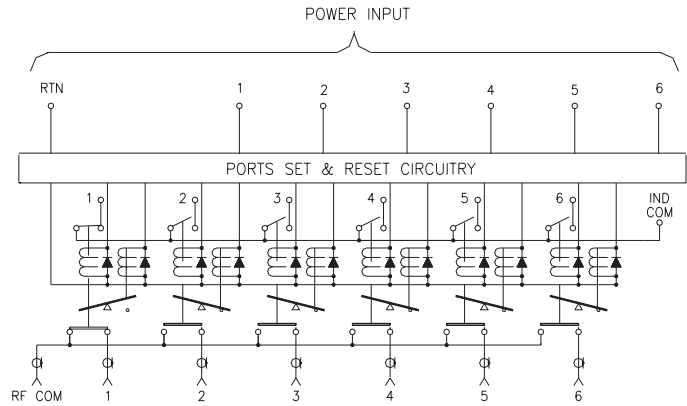 POWER INPUT
RTN 1 2 3 4 5 6
PORTS SET & RESET CIRCUITRY
1 2 3 4 5 6 IND
COM
RF COM 1 2 3 4 5 6